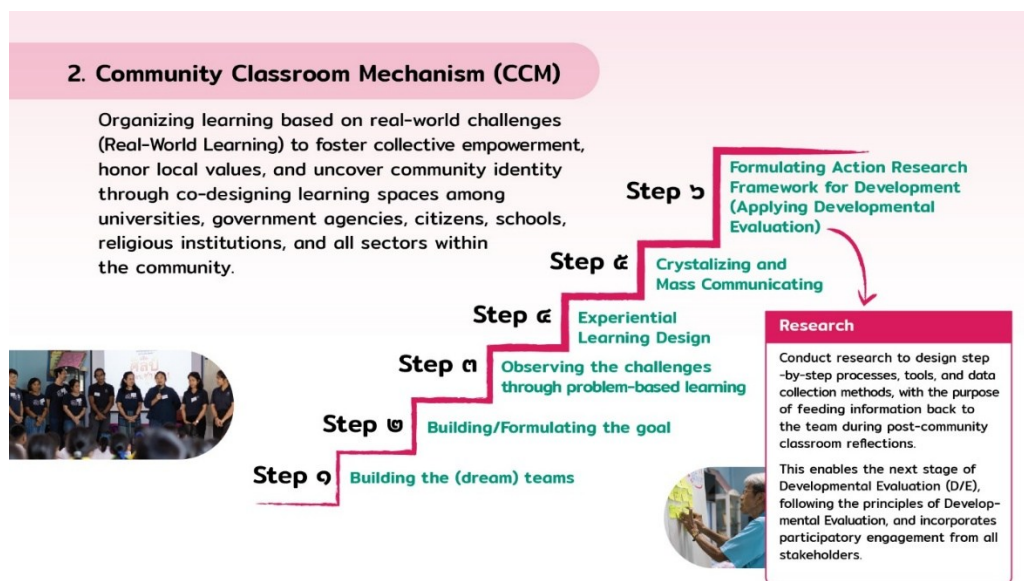 2. Community Classroom Mechanism (CCM)
Organizing learning based on real-world challenges
(Real-World Learning) to foster collective empowerment,
honor local values, and uncover community identity
through co-designing learning spaces among
universities, government agencies, citizens, schools,
religious institutions, and all sectors within
the community.
Step ๖
Formulating Action Research
Framework for Development
(Applying Developmental
Evaluation)
Step ๕
Crystalizing and
Mass Communicating
Step ๔
Experiential
Learning Design
Step ๓
Observing the challenges
through problem-based learning
Step ๒
Building/Formulating the goal
Step ๑
Building the (dream) teams
Research
Conduct research to design step
-by-step processes, tools, and data
collection methods, with the purpose
of feeding information back to
the team during post-community
classroom reflections.
This enables the next stage of
Developmental Evaluation (D/E),
following the principles of Develop-
mental Evaluation, and incorporates
participatory engagement from all
stakeholders.